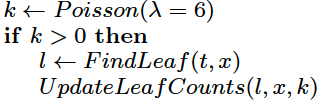 k ← Poisson(λ = 6)
if k > 0 then
l ← FindLeaf(t, x)
UpdateLeafCounts(l, x, k)